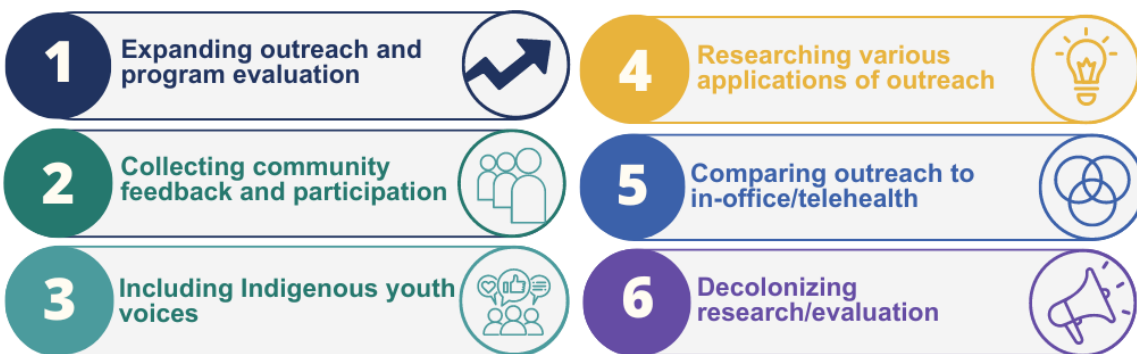 1
Expanding outreach and
program evaluation
2
Collecting community
feedback and participation
3
Including Indigenous youth
voices
4
Researching various
applications of outreach
5
Comparing outreach to
in-office/telehealth
6
Decolonizing
research/evaluation